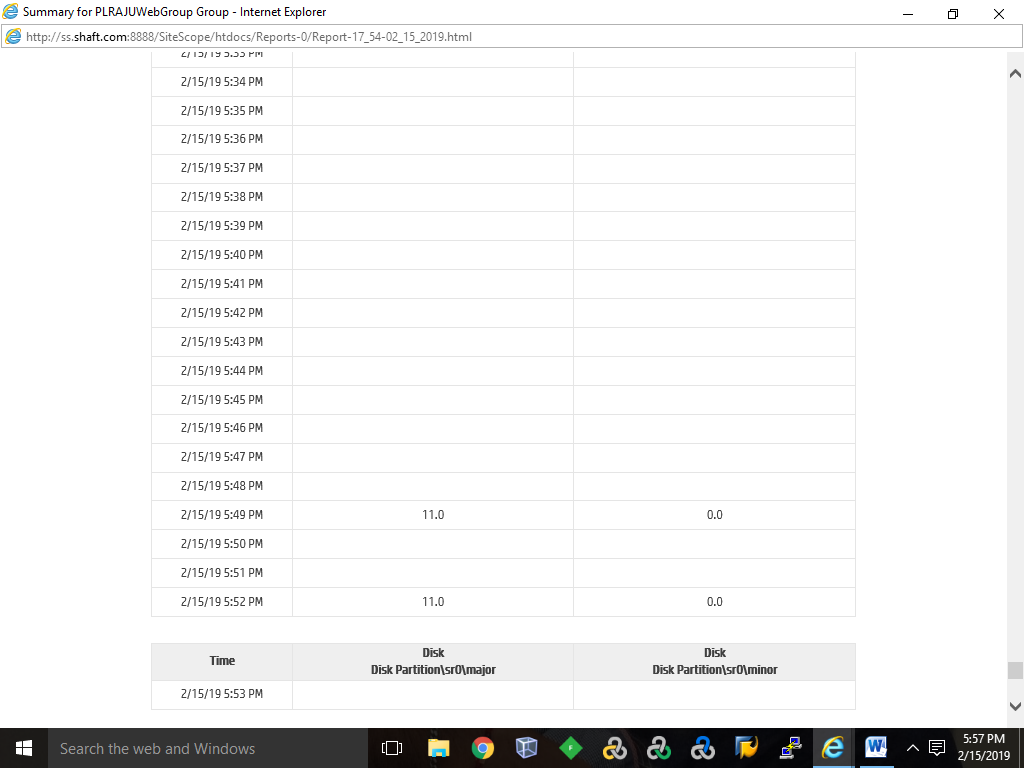 Summary for PLRAJUWebGroup Group - Internet Explorer
http://ss.shaft.com:8888/SiteScope/htdocs/Reports-0/Report-17_54-02_15_2019.html
2/15/19 5:33 PM
2/15/19 5:34 PM
2/15/19 5:35 PM
2/15/19 5:36 PM
2/15/19 5:37 PM
2/15/19 5:38 PM
2/15/19 5:39 PM
2/15/19 5:40 PM
2/15/19 5:41 PM
2/15/19 5:42 PM
2/15/19 5:43 PM
2/15/19 5:44 PM
2/15/19 5:45 PM
2/15/19 5:46 PM
2/15/19 5:47 PM
2/15/19 5:48 PM
2/15/19 5:49 PM 11.0 0.0
2/15/19 5:50 PM
2/15/19 5:51 PM
2/15/19 5:52 PM 11.0 0.0
Time Disk Disk
Disk Partition\sr0\major Disk Partition\sr0\minor
2/15/19 5:53 PM
Search the web and Windows
5:57 PM
2/15/2019